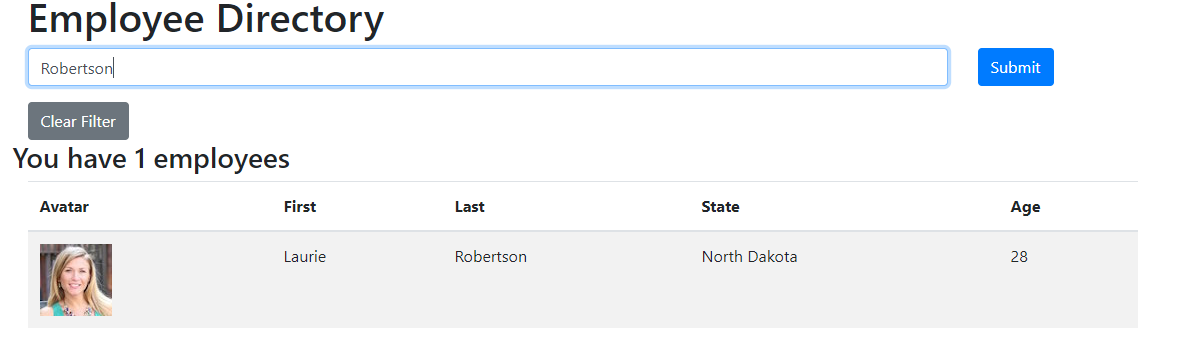 Employee Directory
Robertson Submit
Clear Filter
You have 1 employees
Avatar First Last State Age
Laurie Robertson North Dakota 28